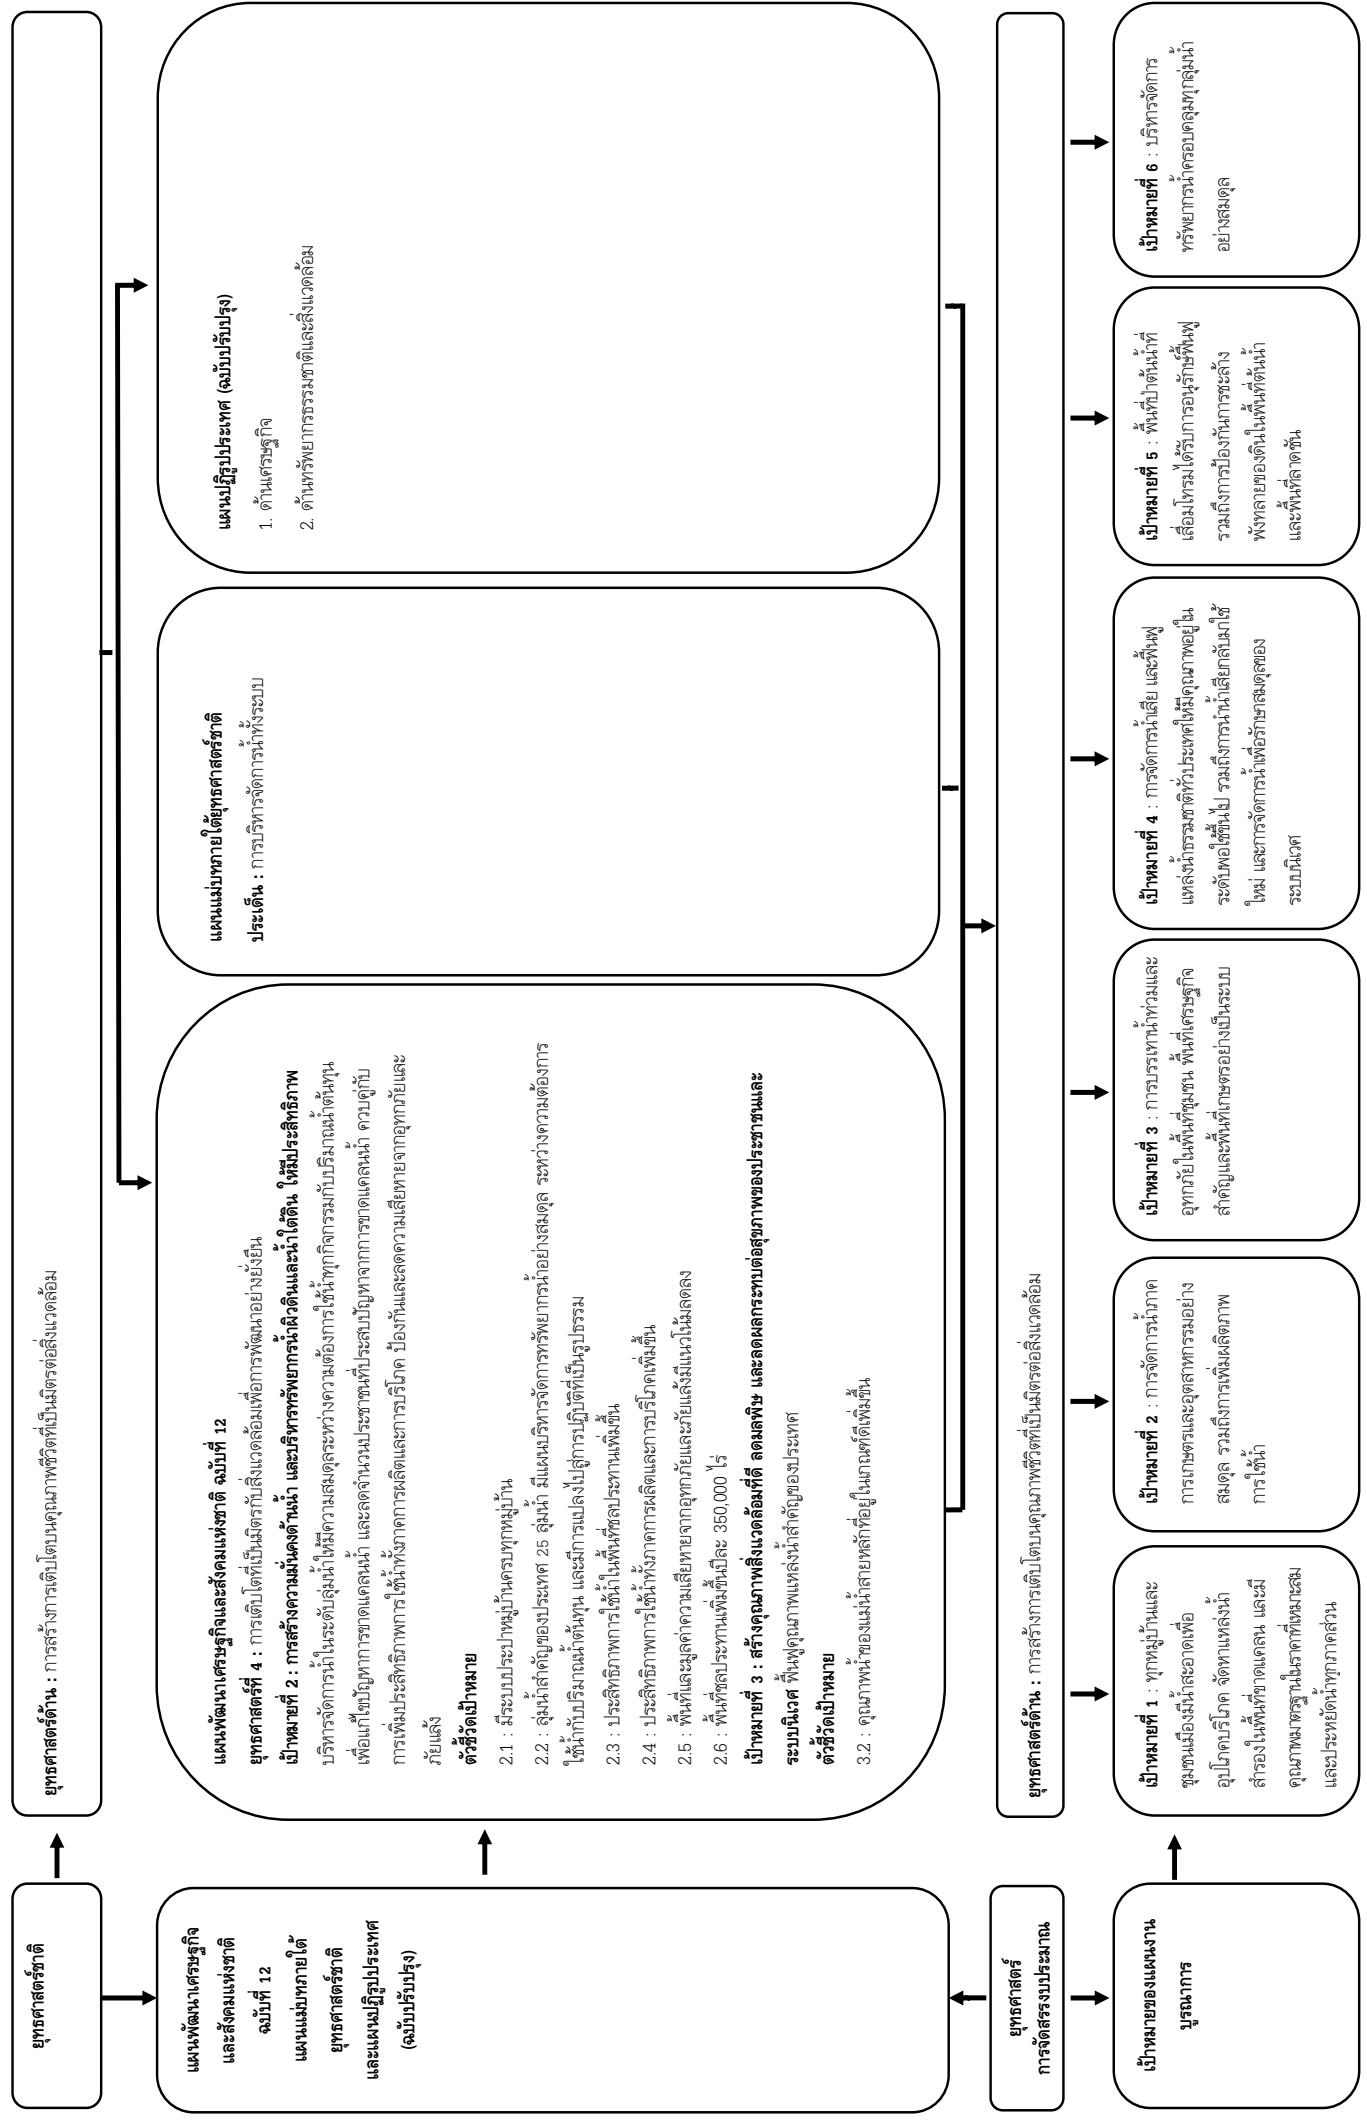 ยุทธศาสตร์ชาติ
ยุทธศาสตร์ด้าน : การสร้างการเติบโตบนคุณภาพชีวิตที่เป็นมิตรต่อสิ่งแวดล้อม
แผนพัฒนาเศรษฐกิจ
และสังคมแห่งชาติ
ฉบับที่ 12
แผนแม่บทภายใต้
ยุทธศาสตร์ชาติ
และแผนปฏิรูปประเทศ
(ฉบับปรับปรุง)
แผนพัฒนาเศรษฐกิจและสังคมแห่งชาติ ฉบับที่ 12
ยุทธศาสตร์ที่ 4 : การเติบโตที่เป็นมิตรกับสิ่งแวดล้อมเพื่อการพัฒนาอย่างยั่งยืน
เป้าหมายที่ 2 : การสร้างความมั่นคงด้านน้ำ และบริหารทรัพยากรน้ำผิวดินและน้ำใต้ดิน ให้มีประสิทธิภาพ
บริหารจัดการน้ำในระดับลุ่มน้ำให้มีความสมดุลระหว่างความต้องการใช้น้ำทุกกิจกรรมกับปริมาณน้ำต้นทุน
เพื่อแก้ไขปัญหาการขาดแคลนน้ำ และลดจำนวนประชาชนที่ประสบปัญหาจากการขาดแคลนน้ำ ควบคู่กับ
การเพิ่มประสิทธิภาพการใช้น้ำทั้งภาคการผลิตและการบริโภค ป้องกันและลดความเสียหายจากอุทกภัยและ
ภัยแล้ง
ตัวชี้วัดเป้าหมาย
2.1 : มีระบบประปาหมู่บ้านครบทุกหมู่บ้าน
2.2 : ลุ่มน้ำสำคัญของประเทศ 25 ลุ่มน้ำ มีแผนบริหารจัดการทรัพยากรน้ำอย่างสมดุล ระหว่างความต้องการ
ใช้น้ำกับปริมาณน้ำต้นทุน และมีการแปลงไปสู่การปฏิบัติที่เป็นรูปธรรม
2.3 : ประสิทธิภาพการใช้น้ำในพื้นที่ชลประทานเพิ่มขึ้น
2.4 : ประสิทธิภาพการใช้น้ำทั้งภาคการผลิตและการบริโภคเพิ่มขึ้น
2.5 : พื้นที่และมูลค่าความเสียหายจากอุทกภัยและภัยแล้งมีแนวโน้มลดลง
2.6 : พื้นที่ชลประทานเพิ่มขึ้นปีละ 350,000 ไร่
เป้าหมายที่ 3 : สร้างคุณภาพสิ่งแวดล้อมที่ดี ลดมลพิษ และลดผลกระทบต่อสุขภาพของประชาชนและ
ระบบนิเวศ ฟื้นฟูคุณภาพแหล่งน้ำสำคัญของประเทศ
ตัวชี้วัดเป้าหมาย
3.2 : คุณภาพน้ำของแม่น้ำสายหลักที่อยู่ในเกณฑ์ดีเพิ่มขึ้น
แผนแม่บทภายใต้ยุทธศาสตร์ชาติ
ประเด็น : การบริหารจัดการน้ำทั้งระบบ
แผนปฏิรูปประเทศ (ฉบับปรับปรุง)
1. ด้านเศรษฐกิจ
2. ด้านทรัพยากรธรรมชาติและสิ่งแวดล้อม
ยุทธศาสตร์
การจัดสรรงบประมาณ
ยุทธศาสตร์ด้าน : การสร้างการเติบโตบนคุณภาพชีวิตที่เป็นมิตรต่อสิ่งแวดล้อม
เป้าหมายของแผนงาน
บูรณาการ
เป้าหมายที่ 1 : ทุกหมู่บ้านและ
ชุมชนเมืองมีน้ำสะอาดเพื่อ
อุปโภคบริโภค จัดหาแหล่งน้ำ
สำรองในพื้นที่ขาดแคลน และมี
คุณภาพมาตรฐานในราคาที่เหมาะสม
และประหยัดน้ำทุกภาคส่วน
เป้าหมายที่ 2 : การจัดการน้ำภาค
การเกษตรและอุตสาหกรรมอย่าง
สมดุล รวมถึงการเพิ่มผลิตภาพ
การใช้น้ำ
เป้าหมายที่ 3 : การบรรเทาน้ำท่วมและ
อุทกภัยในพื้นที่ชุมชน พื้นที่เศรษฐกิจ
สำคัญและพื้นที่เกษตรอย่างเป็นระบบ
เป้าหมายที่ 4 : การจัดการน้ำเสีย และฟื้นฟู
แหล่งน้ำธรรมชาติทั่วประเทศให้มีคุณภาพอยู่ใน
ระดับพอใช้ขึ้นไป รวมถึงการนำน้ำเสียกลับมาใช้
ใหม่ และการจัดการน้ำเพื่อรักษาสมดุลของ
ระบบนิเวศ
เป้าหมายที่ 5 : พื้นที่ป่าต้นน้ำที่
เสื่อมโทรมได้รับการอนุรักษ์ฟื้นฟู
รวมถึงการป้องกันการชะล้าง
พังทลายของดินในพื้นที่ต้นน้ำ
และพื้นที่ลาดชัน
เป้าหมายที่ 6 : บริหารจัดการ
ทรัพยากรน้ำครอบคลุมทุกลุ่มน้ำ
อย่างสมดุล